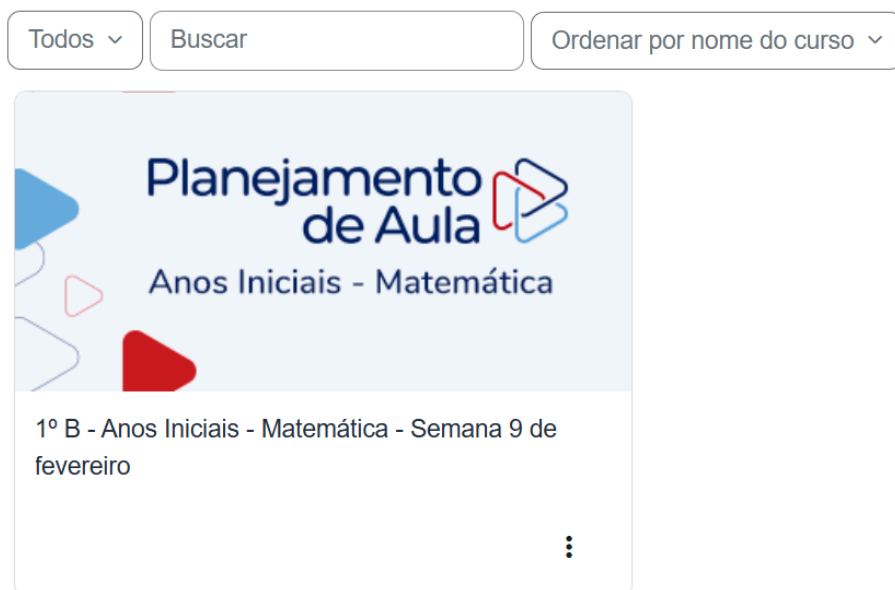 Todos
Buscar
Ordenar por nome do curso
Planejamento
de Aula
Anos Iniciais - Matemática
1º B - Anos Iniciais - Matemática - Semana 9 de
fevereiro